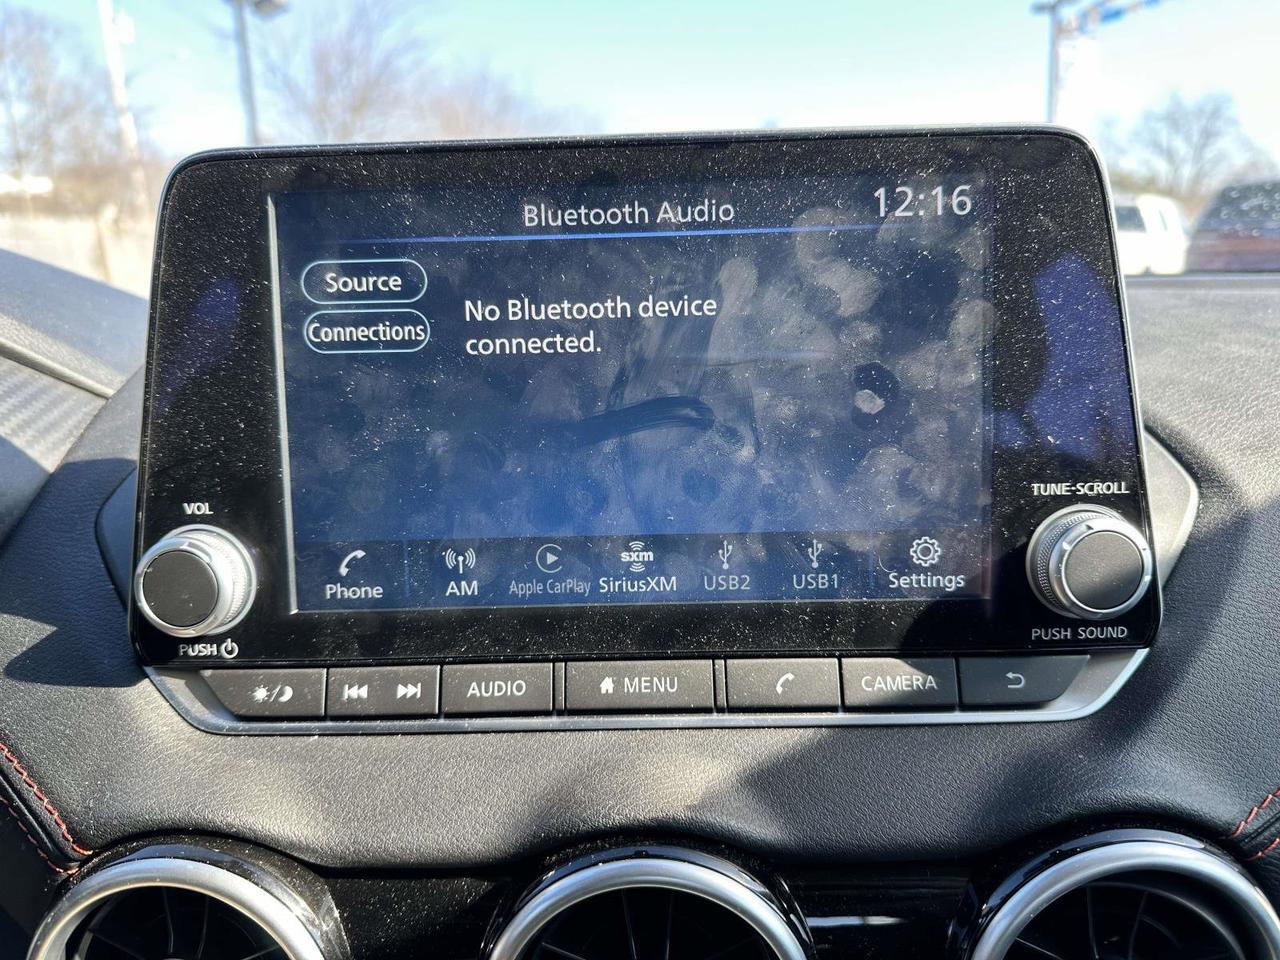 Bluetooth Audio
12:16
Source
Connections
No Bluetooth device
connected.
VOL
TUNE-SCROLL
Phone
AM
Apple CarPlay
sxm
SiriusXM
USB2
USB1
Settings
PUSH
PUSH SOUND
AUDIO
MENU
CAMERA